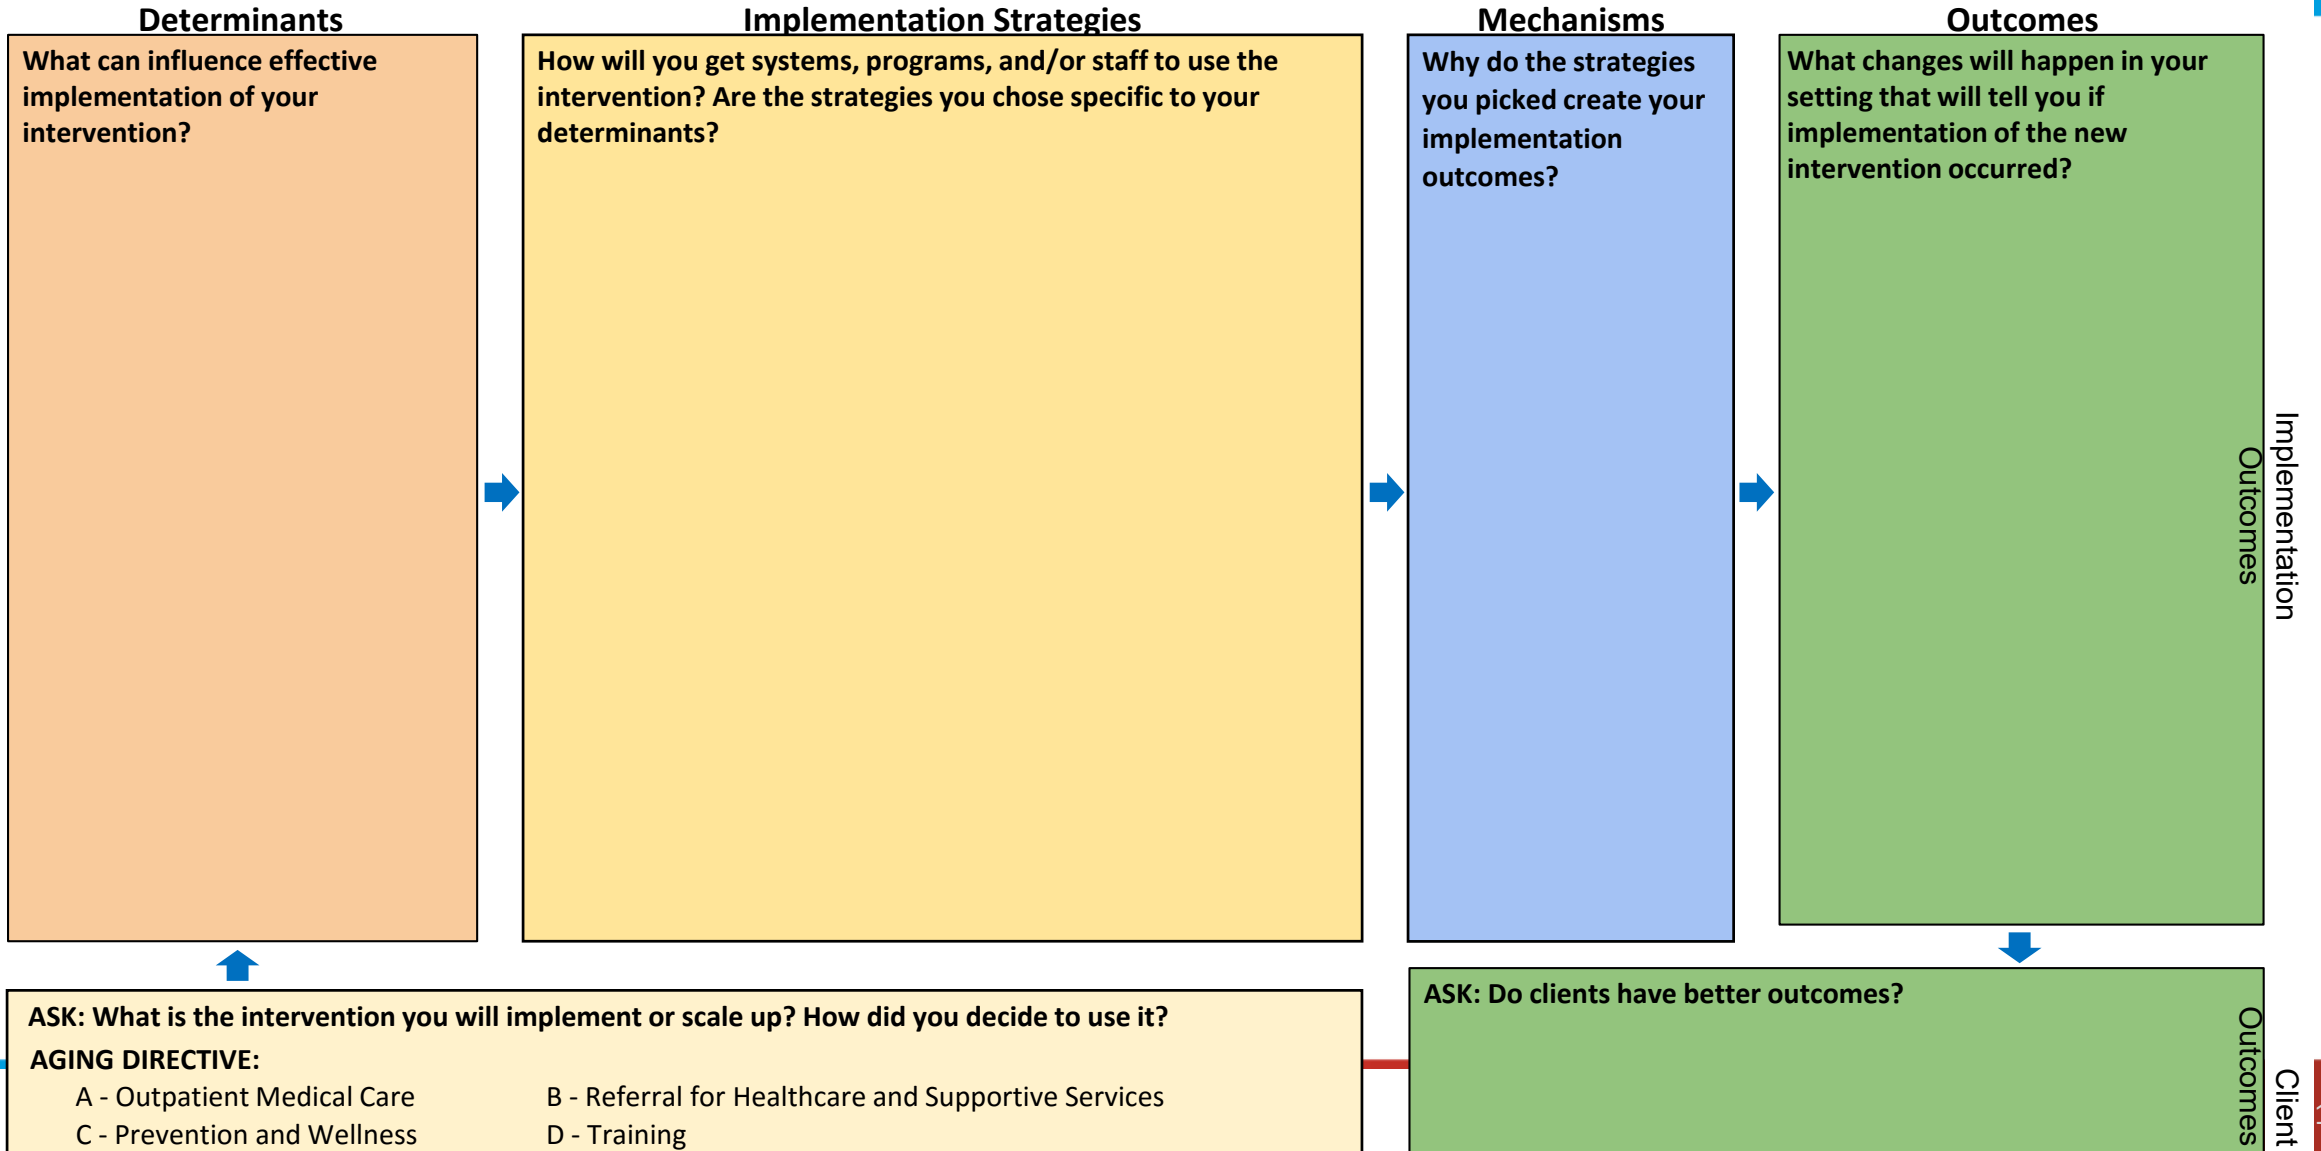 Determinants
What can influence effective
implementation of your
intervention?
Implementation Strategies
How will you get systems, programs, and/or staff to use the
intervention? Are the strategies you chose specific to your
determinants?
Mechanisms
Why do the strategies
you picked create your
implementation
outcomes?
Outcomes
What changes will happen in your
setting that will tell you if
implementation of the new
intervention occurred?
Implementation
Outcomes
ASK: What is the intervention you will implement or scale up? How did you decide to use it?
AGING DIRECTIVE:
A - Outpatient Medical Care
B - Referral for Healthcare and Supportive Services
C - Prevention and Wellness
D - Training
ASK: Do clients have better outcomes?
Client
Outcomes